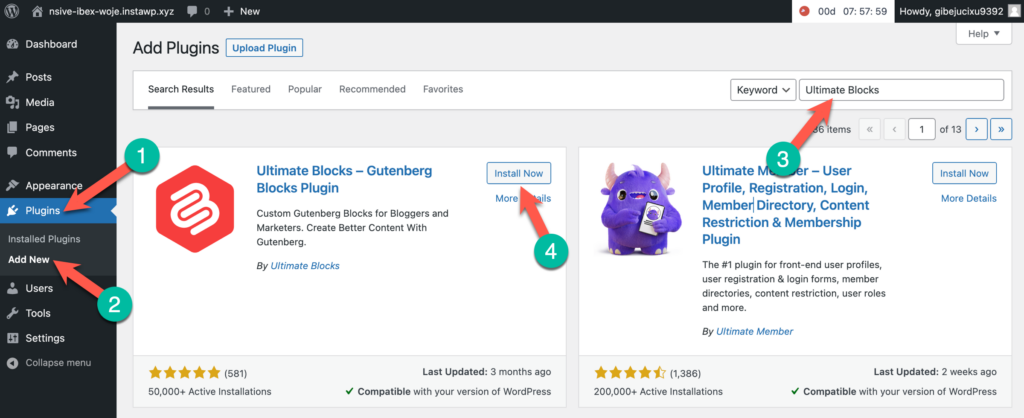 nsive-ibex-woje.instawp.xyz
0
+ New
00d 07: 57: 59
Howdy, gibejucixu9392
Dashboard
Posts
Media
Pages
Comments
Appearance
Plugins
Installed Plugins
Add New
Users
Tools
Settings
Collapse menu
1
2
Add Plugins
Upload Plugin
Help
Search Results
Featured
Popular
Recommended
Favorites
Keyword
Ultimate Blocks
3
items
«
‹
1
of 13
›
»
Ultimate Blocks – Gutenberg
Blocks Plugin
Install Now
More Details
4
Custom Gutenberg Blocks for Bloggers and
Marketers. Create Better Content With
Gutenberg.
By Ultimate Blocks
(581)
50,000+ Active Installations
Last Updated: 3 months ago
Compatible with your version of WordPress
Ultimate Member – User
Profile, Registration, Login,
Member Directory, Content
Restriction & Membership
Plugin
Install Now
More Details
The #1 plugin for front-end user profiles,
user registration & login forms, member
directories, content restriction, user roles
and more.
By Ultimate Member
(1,386)
200,000+ Active Installations
Last Updated: 2 weeks ago
Compatible with your version of WordPress